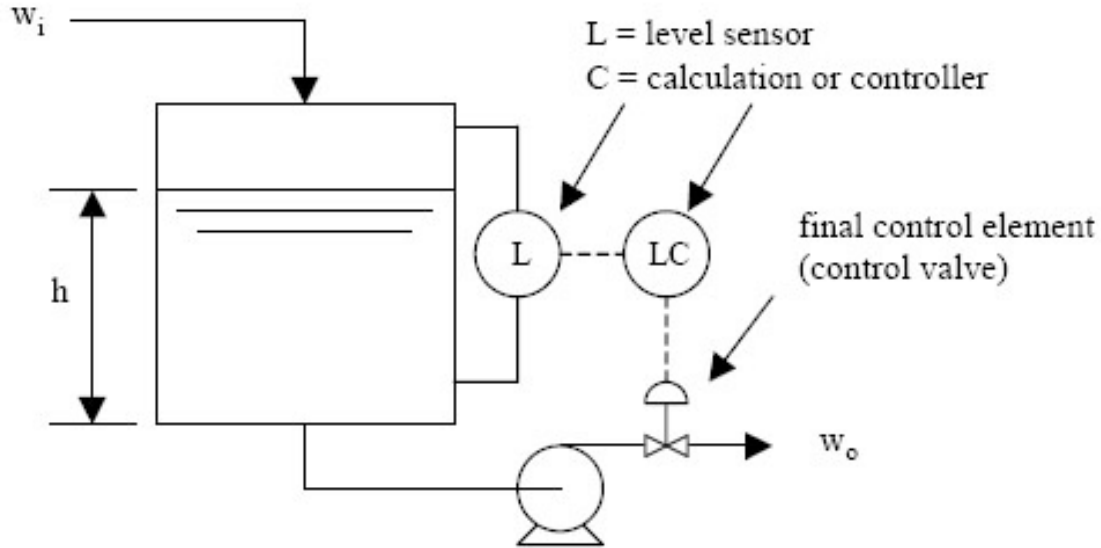 wi
L = level sensor
C = calculation or controller
final control element
(control valve)
L
LC
h
wo